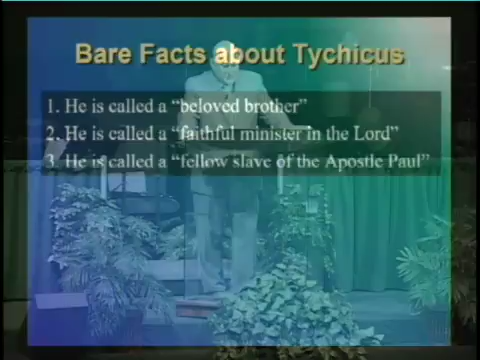 Bare Facts about Tychicus
1. He is called a “beloved brother”
2. He is called a “faithful minister in the Lord”
3. He is called a “fellow slave of the Apostic Paul”